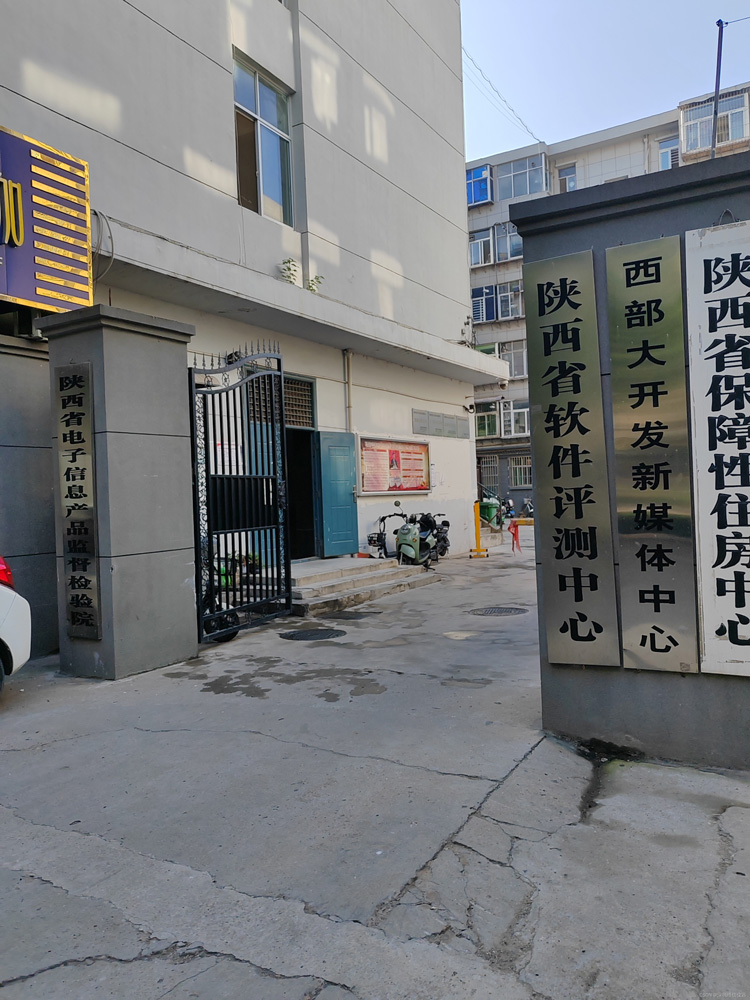 陕西省电子信息产品监督检验院
陕西省软件评测中心
西部大开发新媒体中心
陕西省保障性住房中心